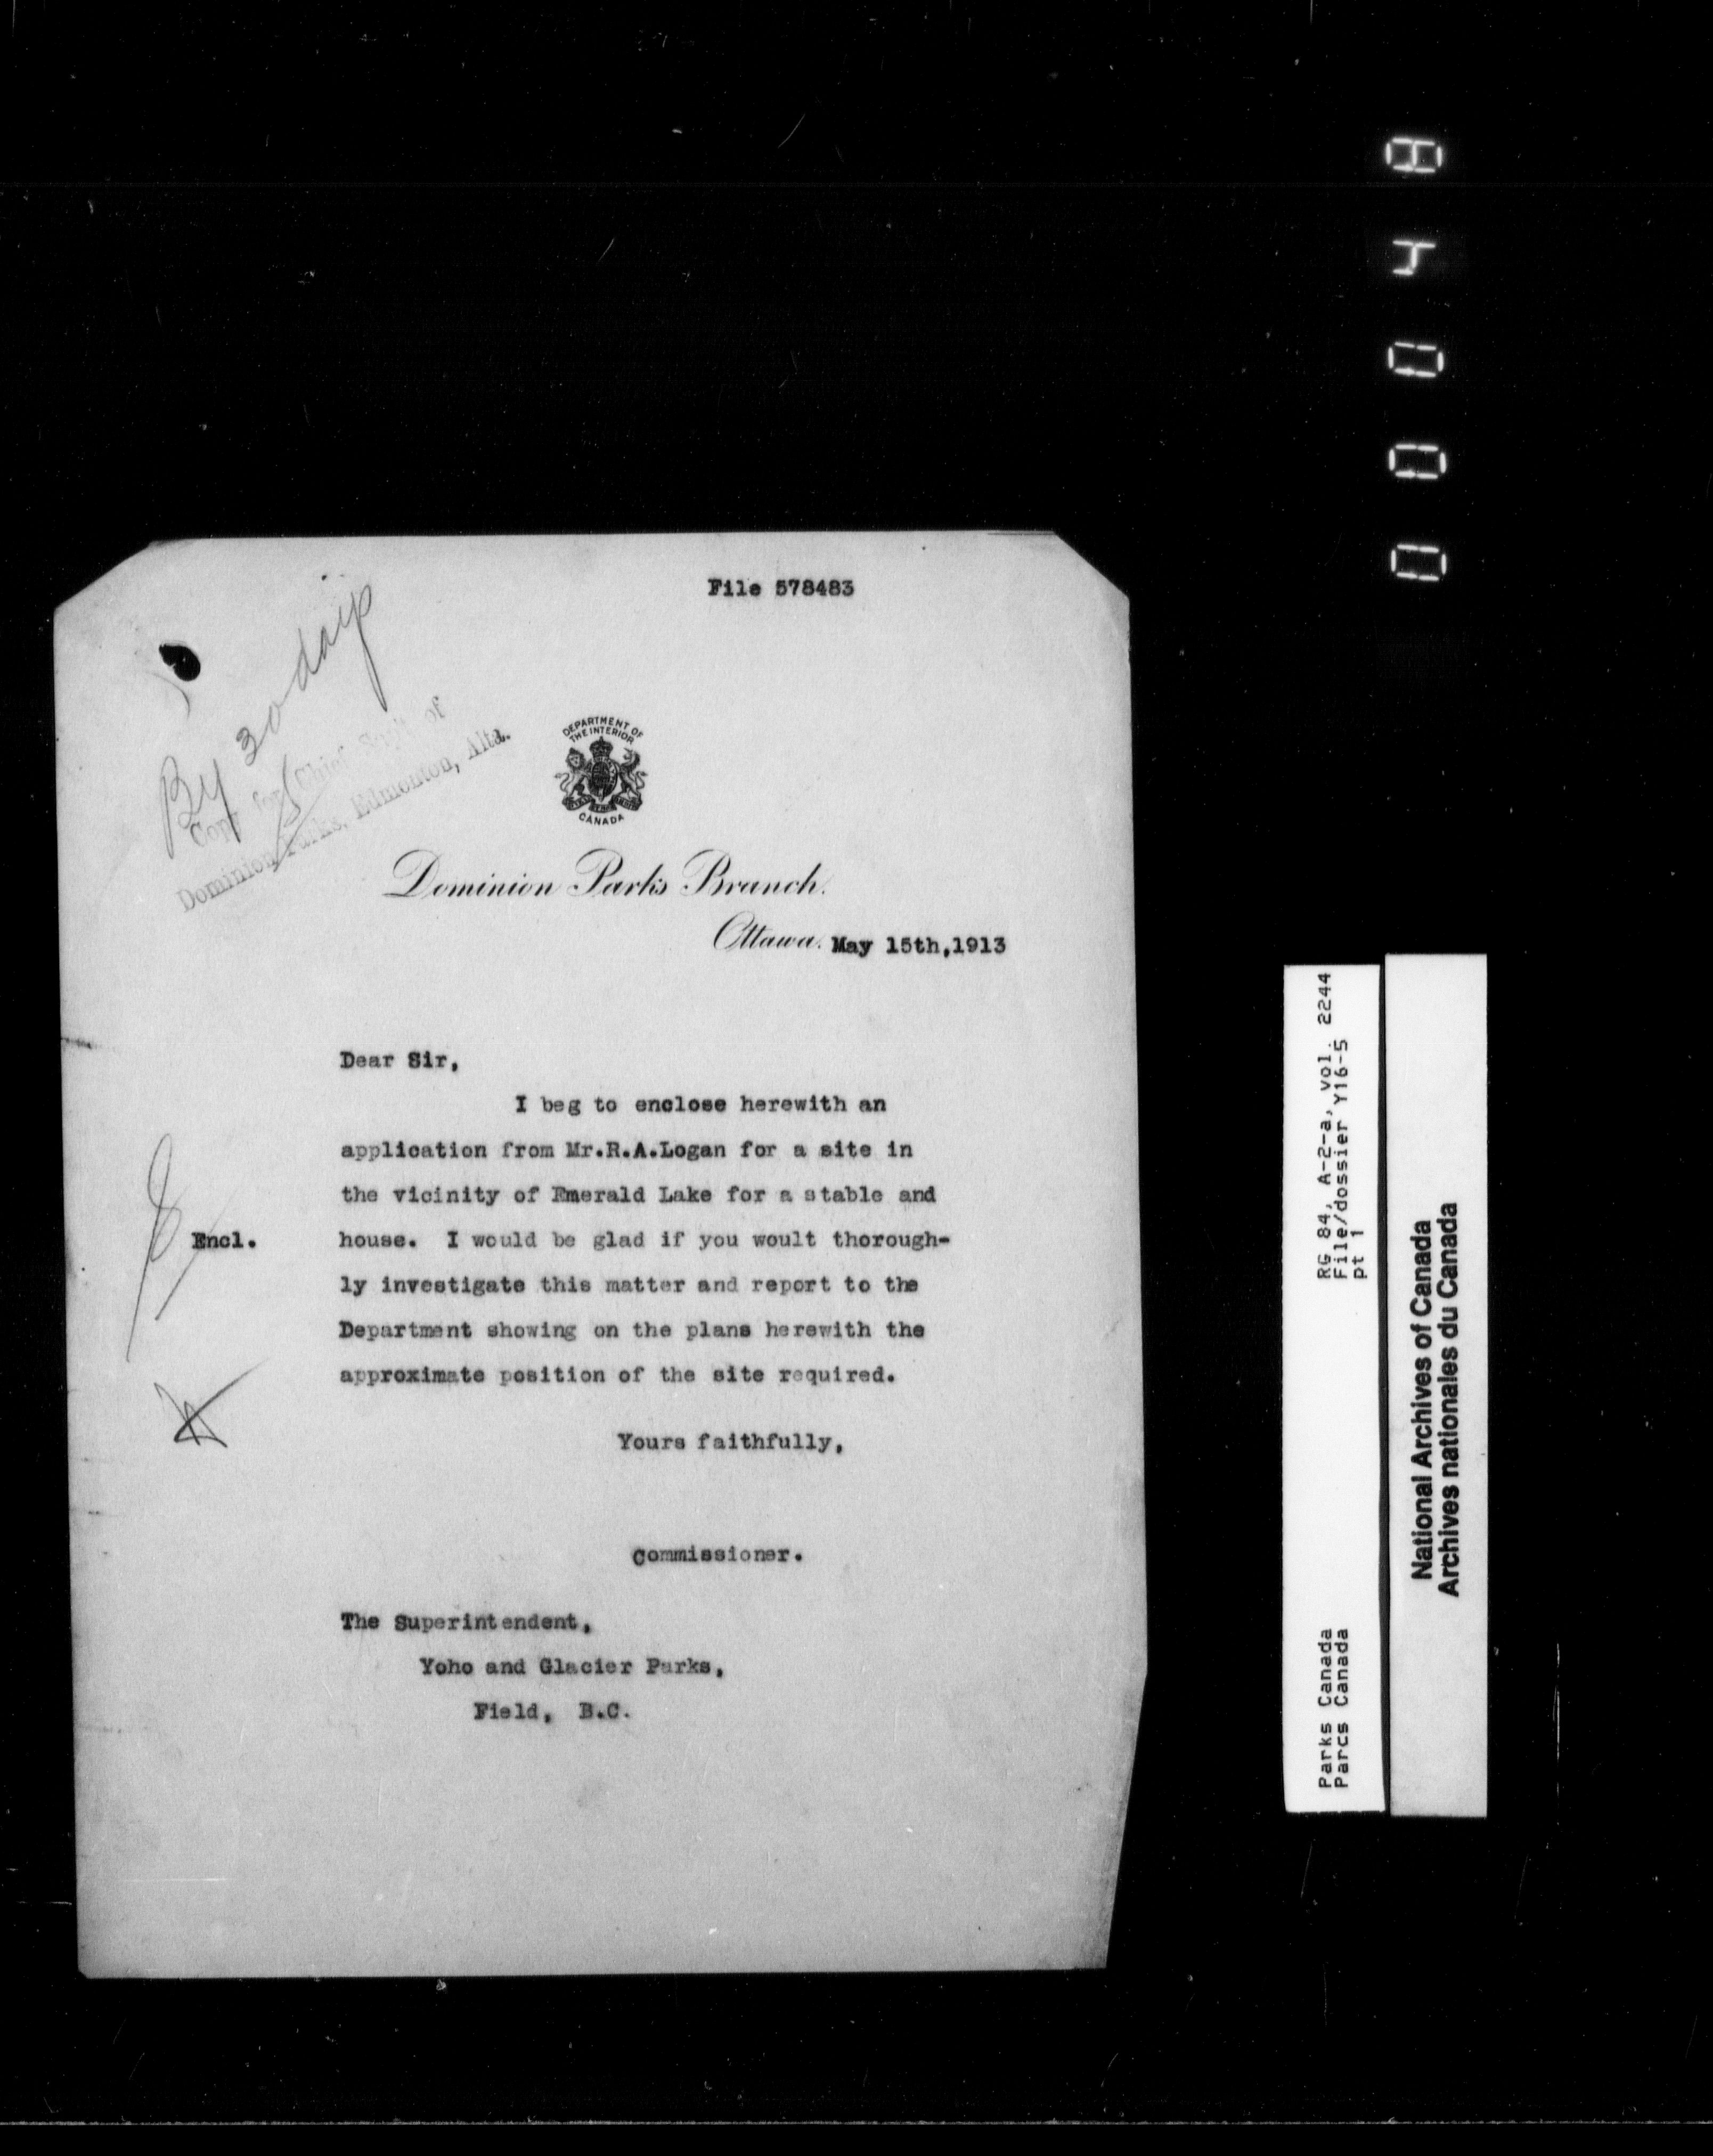 File 578483
By 30 days
Copy for Chief Supt. of
Dominion Parks, Edmonton, Alta.
DEPARTMENT OF
THE INTERIOR
CANADA
Dominion Parks Branch.
Ottawa. May 15th,1913
Dear Sir,
I beg to enclose herewith an
application from Mr.R.A.Logan for a site in
the vicinity of Emerald Lake for a stable and
Encl. house. I would be glad if you woult thorough-
ly investigate this matter and report to the
Department showing on the plans herewith the
approximate position of the site required.
Yours faithfully,
Commissioner.
The Superintendent,
Yoho and Glacier Parks,
Field, B.C.
RG 84, A-2-a, vol. 2244
File/dossier Y16-5
pt 1
Parks Canada
Parcs Canada
National Archives of Canada
Archives nationales du Canada